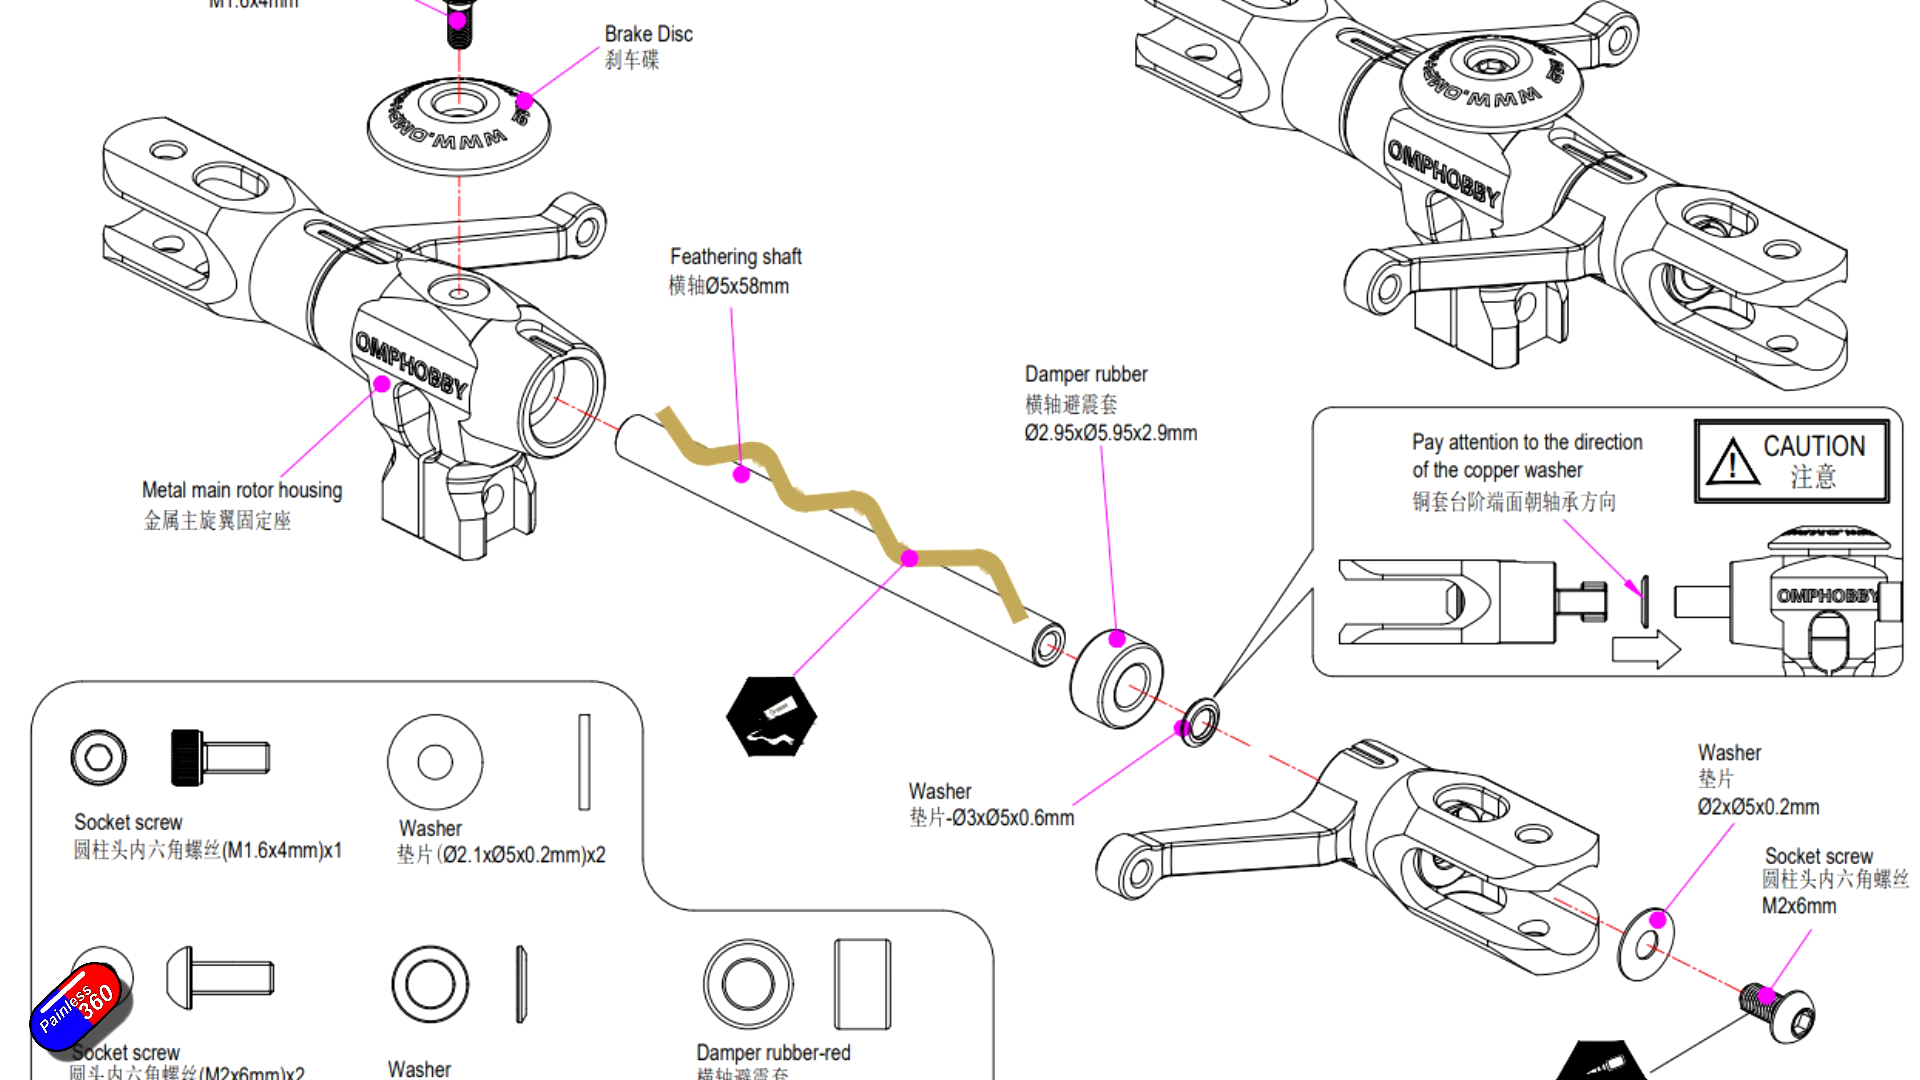 M1.6x4mm
Brake Disc
刹车碟
WWW.OMP
OMPHOBBY
Metal main rotor housing
金属主旋翼固定座
Feathering shaft
横轴Ø5x58mm
Damper rubber
横轴避震套
Ø2.95xØ5.95x2.9mm
WWW.OMP
OMPHOBBY
Pay attention to the direction
of the copper washer
铜套台阶端面朝轴承方向
CAUTION
注意
OMPHOBBY
Grease
Washer
垫片-Ø3xØ5x0.6mm
Washer
垫片
Ø2xØ5x0.2mm
Socket screw
圆柱头内六角螺丝
M2x6mm
Socket screw
圆柱头内六角螺丝(M1.6x4mm)x1
Washer
垫片(Ø2.1xØ5x0.2mm)x2
Socket screw
圆头内六角螺丝(M2x6mm)x2
Washer
Damper rubber-red
横轴避震套
Painless
360